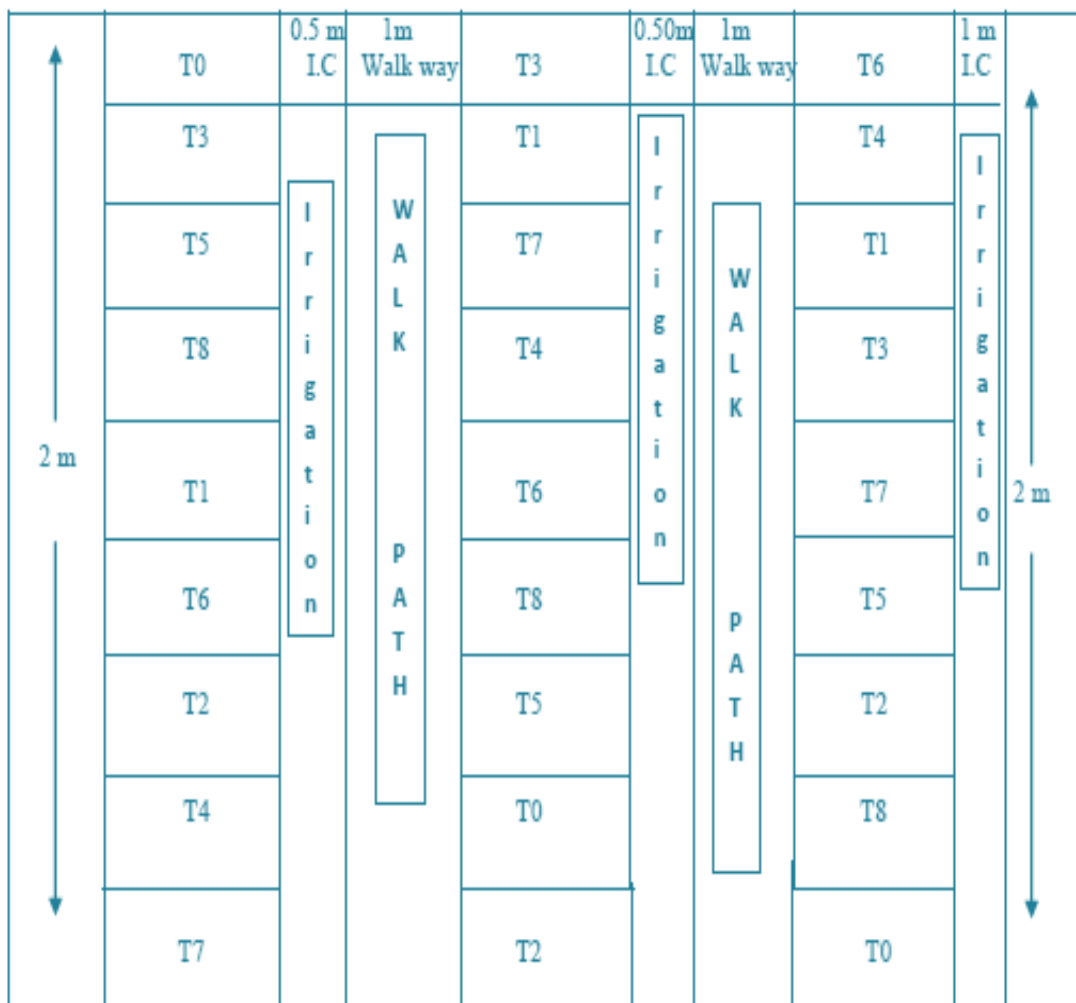 0.5 m 1m 0.50m 1m 1 m
T0 I.C Walk way T3 I.C Walk way T6 I.C
T3 T1 T4
T5 T7 T1
T8 T4 T3
2 m
T1 T6 T7 2 m
T6 T8 T5
T2 T5 T2
T4 T0 T8
T7 T2 T0
Irrigation
WALK PATH
Irrigation
WALK PATH
Irrigation